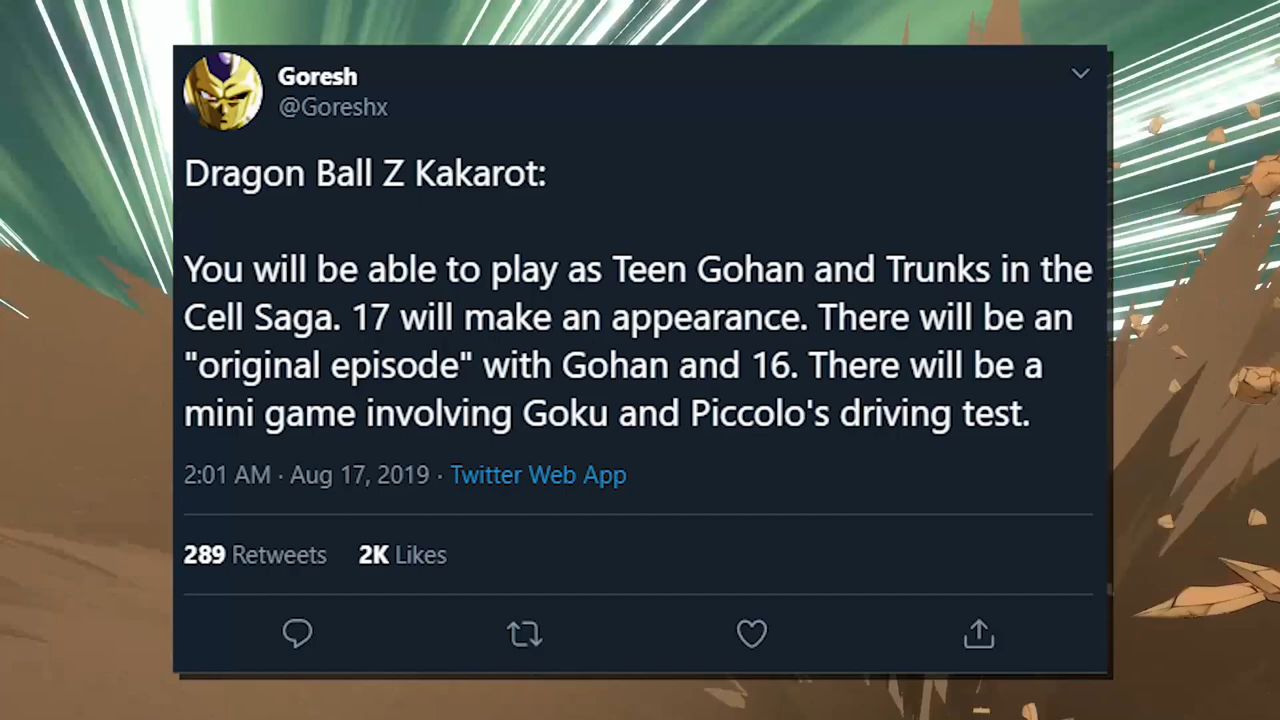 Goresh
@Goreshx
Dragon Ball Z Kakarot:
You will be able to play as Teen Gohan and Trunks in the
Cell Saga. 17 will make an appearance. There will be an
"original episode" with Gohan and 16. There will be a
mini game involving Goku and Piccolo's driving test.
2:01 AM · Aug 17, 2019 · Twitter Web App
289 Retweets 2K Likes